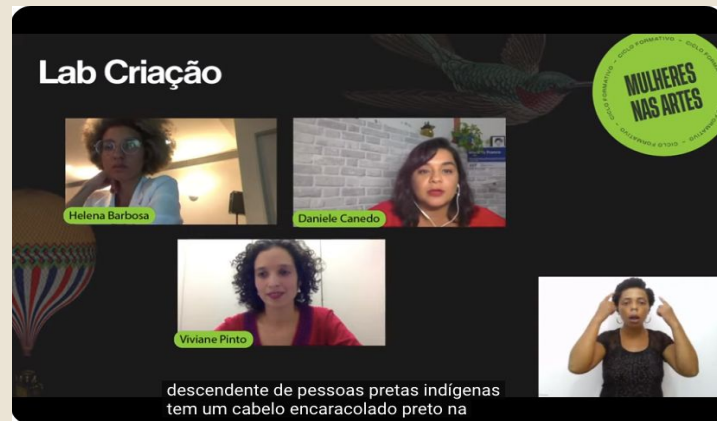 Lab Criação
CICLO FORMATIVO – CICLO FORMATIVO –
MULHERES
NAS ARTES
Helena Barbosa
Daniele Canedo
Viviane Pinto
descendente de pessoas pretas indígenas
tem um cabelo encaracolado preto na